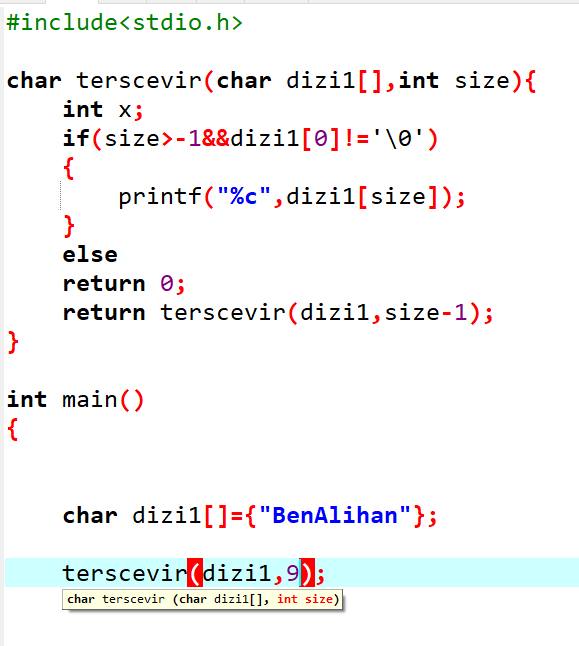 #include<stdio.h>
char terscevir(char dizi1[],int size){
int x;
if(size>-1&&dizi1[0]!='\0')
{
printf("%c",dizi1[size]);
}
else
return 0;
return terscevir(dizi1,size-1);
}
int main()
{
char dizi1[]={"BenAlihan"};
terscevir(dizi1,9);
char terscevir (char dizi1[], int size)